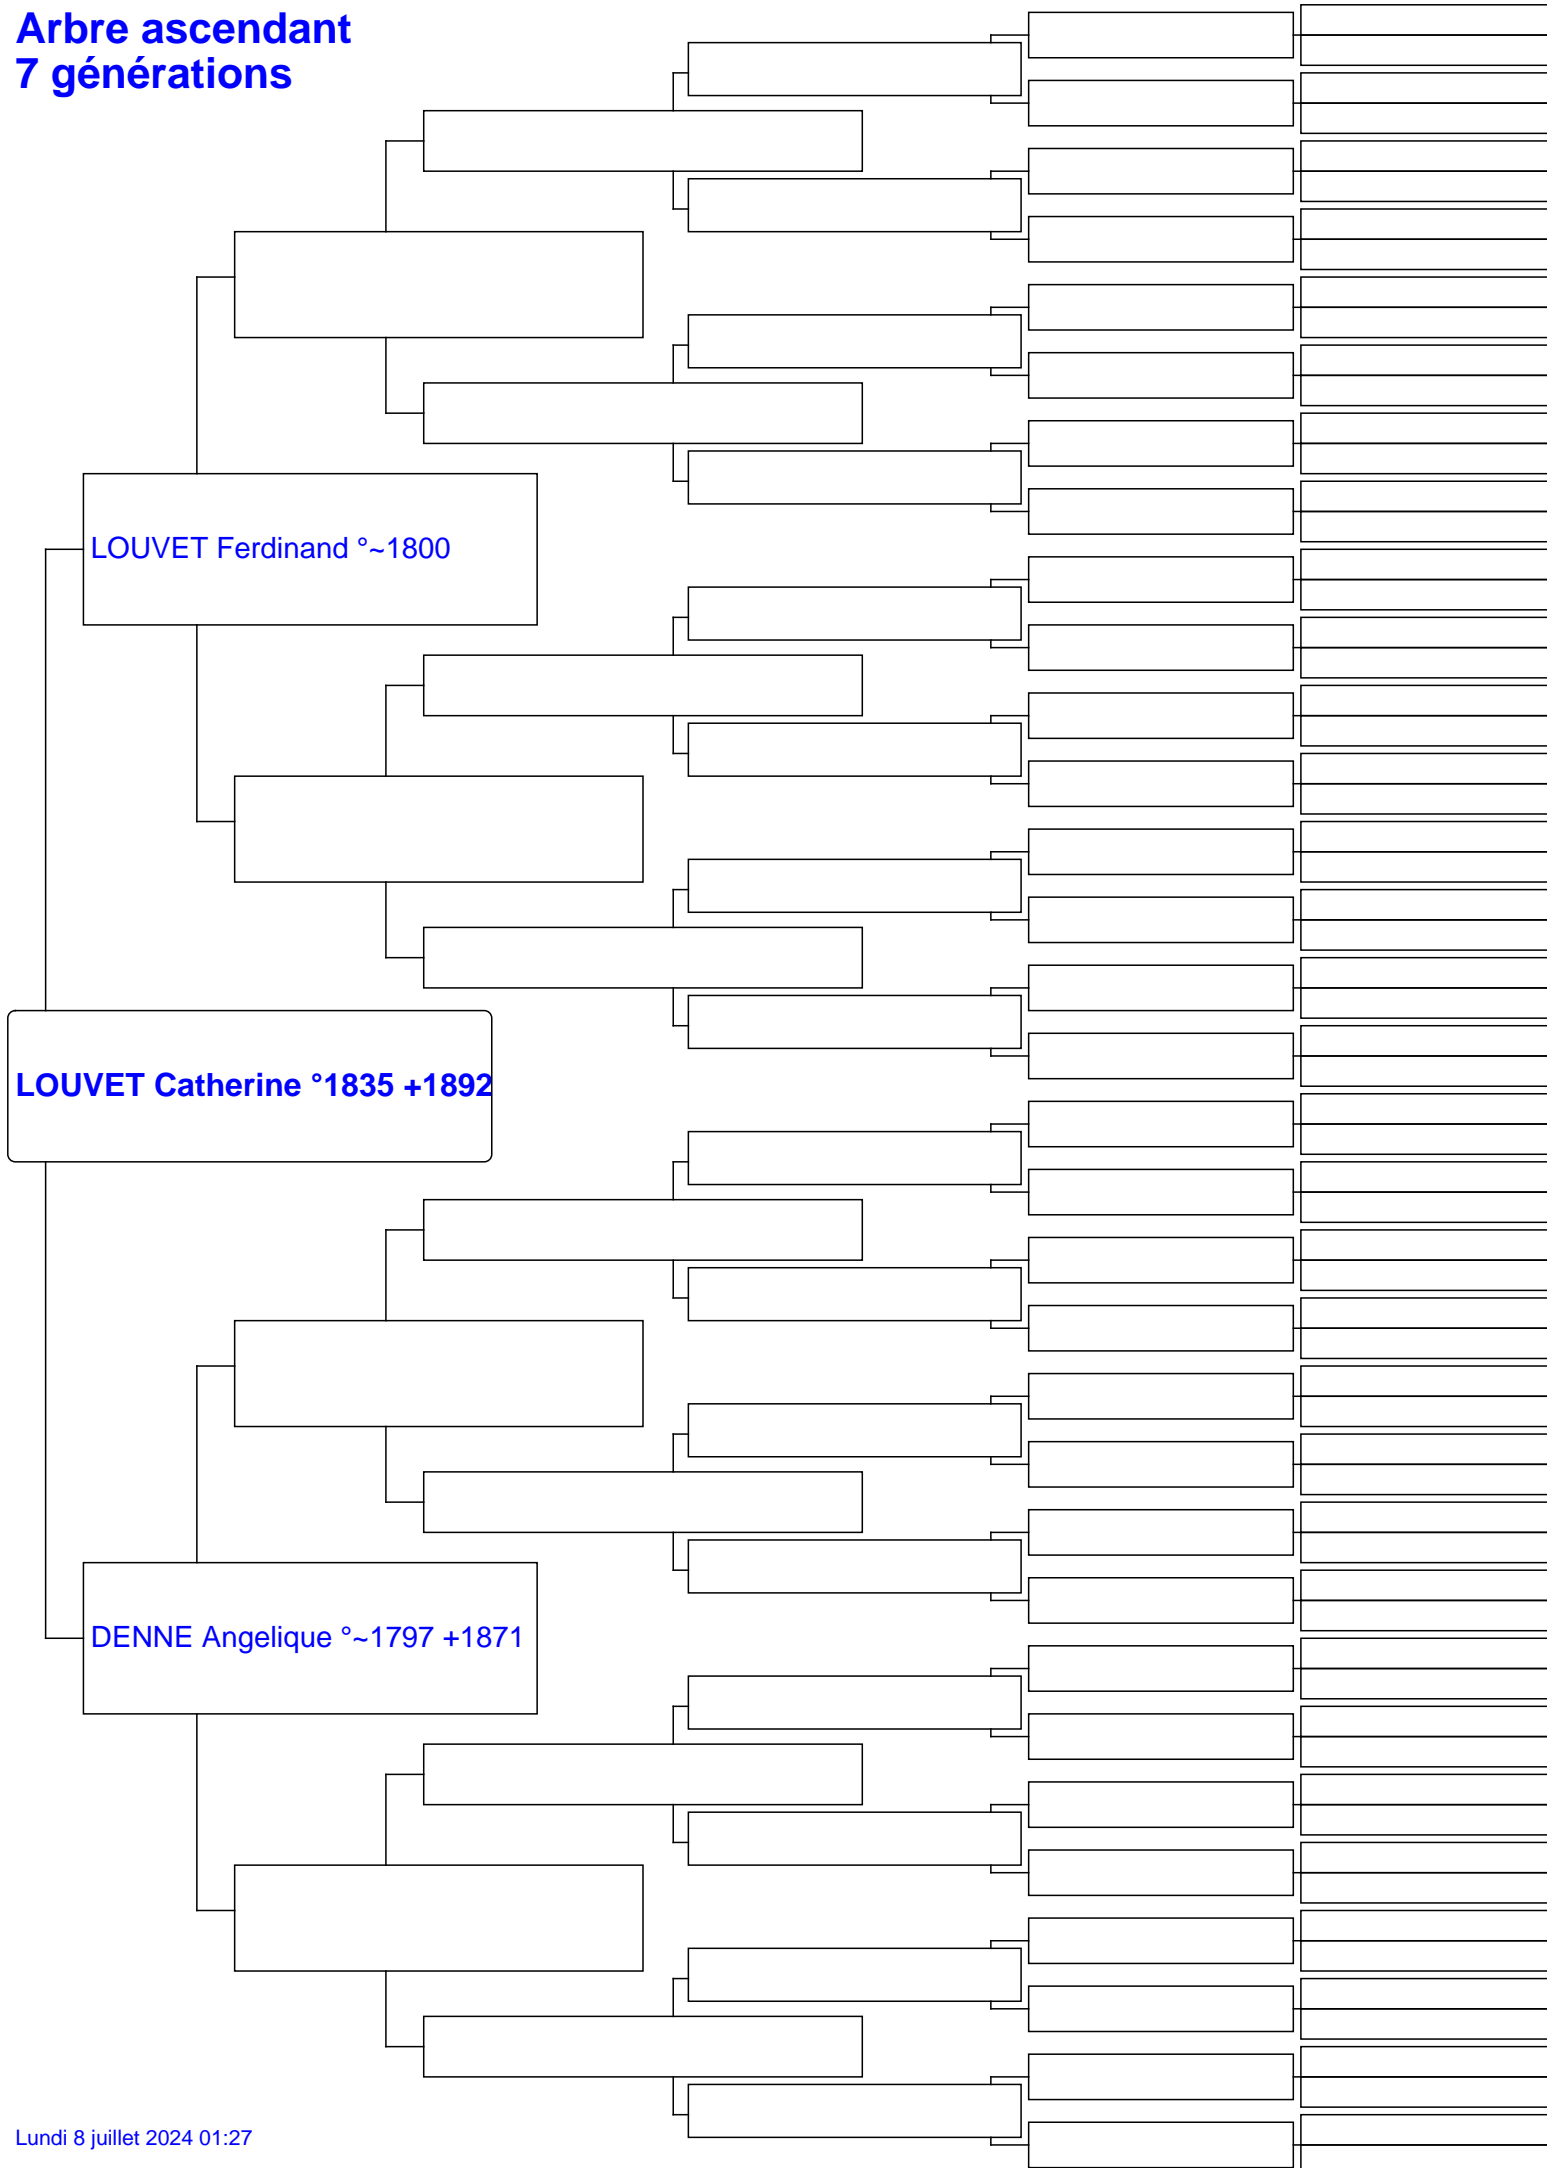 Arbre ascendant
7 générations
LOUVET Ferdinand °~1800
LOUVET Catherine °1835 +1892
DENNE Angelique °~1797 +1871
Lundi 8 juillet 2024 01:27